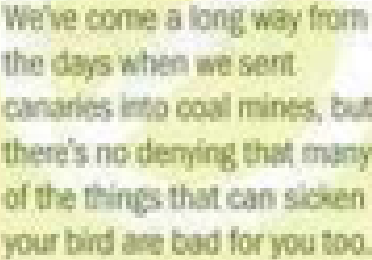 We've come a long way from
the days when we sent
canaries into coal mines, but
there's no denying that many
of the things that can sicken
your bird are bad for you too.